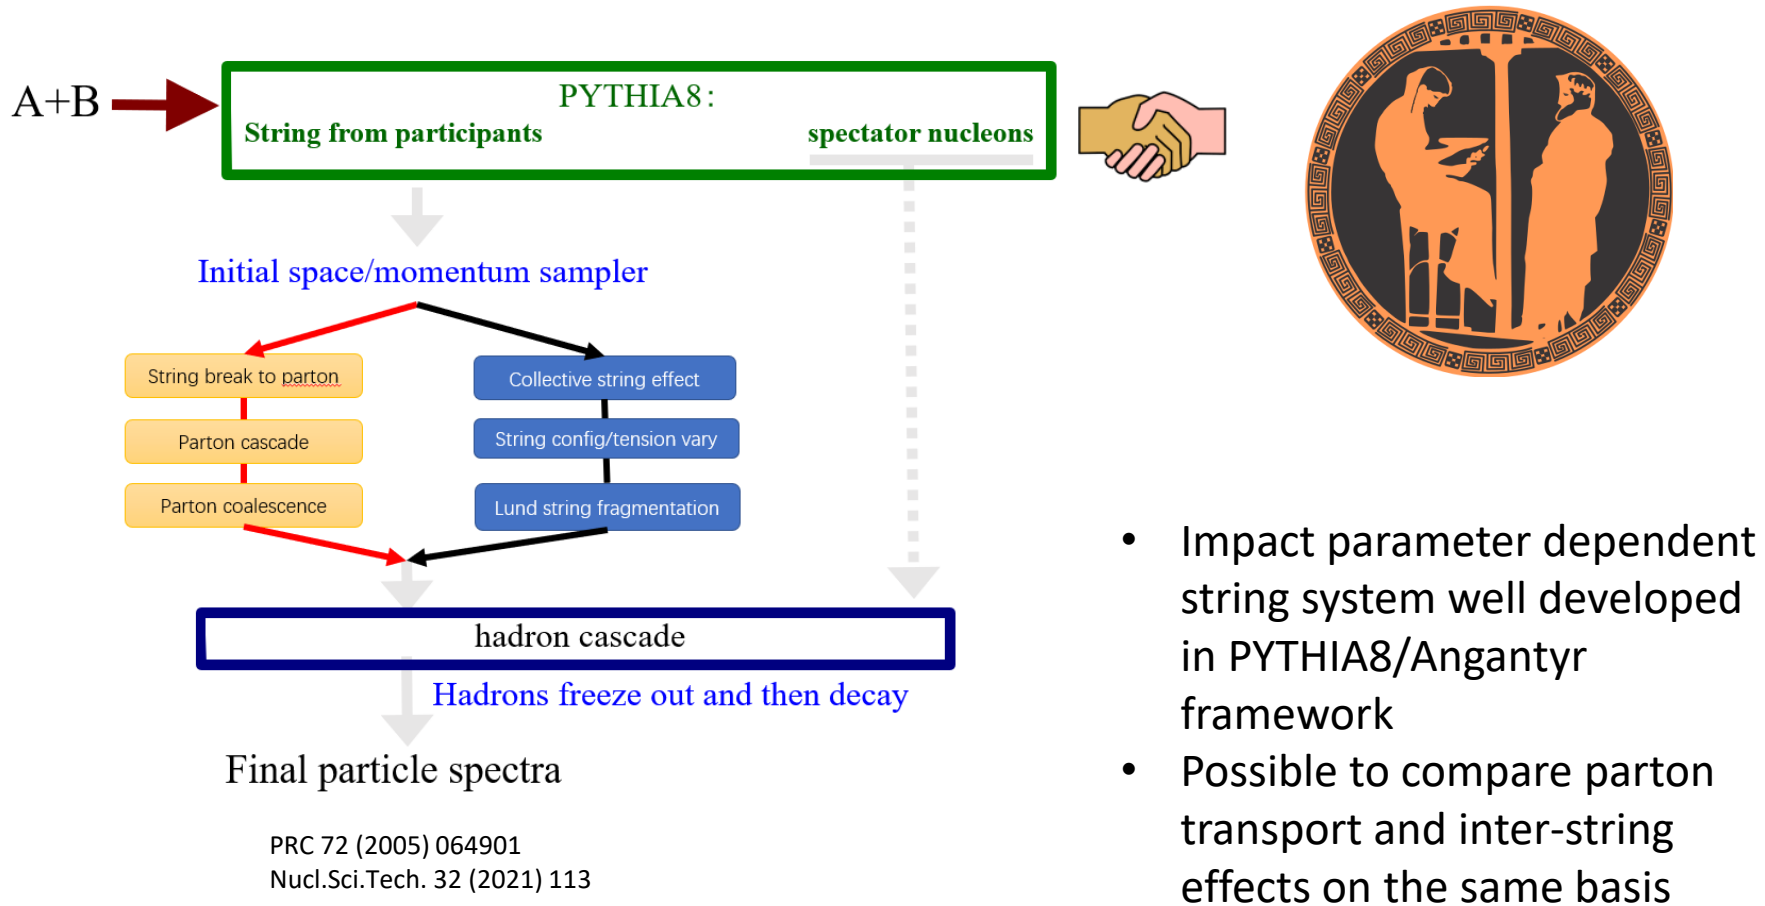 A+B
PYTHIA8:
String from participants
spectator nucleons
Initial space/momentum sampler
String break to parton
Parton cascade
Parton coalescence
Collective string effect
String config/tension vary
Lund string fragmentation
hadron cascade
Hadrons freeze out and then decay
Final particle spectra
PRC 72 (2005) 064901
Nucl.Sci.Tech. 32 (2021) 113
• Impact parameter dependent
string system well developed
in PYTHIA8/Angantyr
framework
• Possible to compare parton
transport and inter-string
effects on the same basis